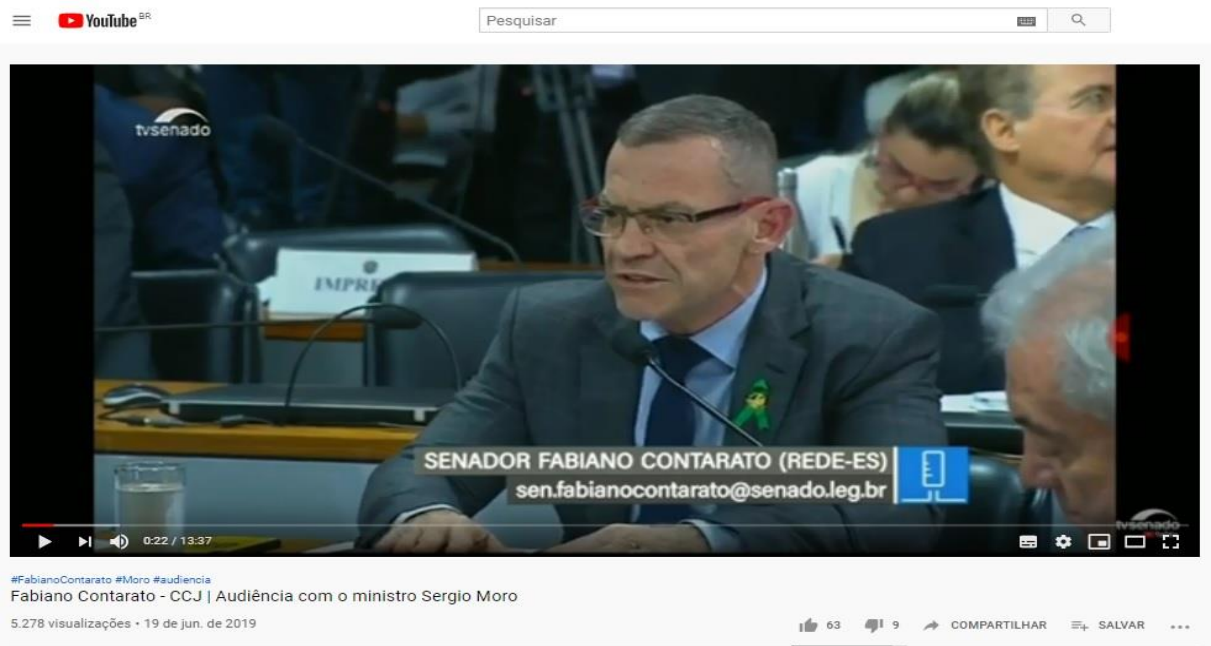 YouTube BR
Pesquisar
tvsenado
IMPRE
SENADOR FABIANO CONTARATO (REDE-ES)
sen.fabianocontarato@senado.leg.br
tvsenado
0:22 / 13:37
#FabianoContarato #Moro #audiencia
Fabiano Contarato - CCJ | Audiência com o ministro Sergio Moro
5.278 visualizações • 19 de jun. de 2019
63 9 COMPARTILHAR SALVAR